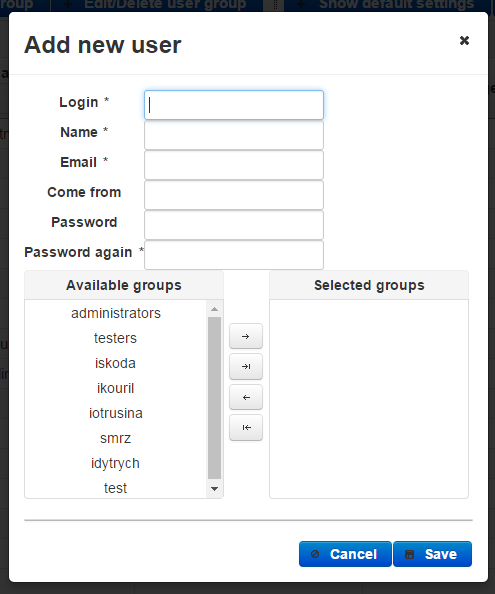 roup Edit/Delete user group Show default settings
Add new user
Login *
Name *
Email *
Come from
Password
Password again *
Available groups Selected groups
administrators
testers
iskoda
ikouril
iotrusina
smrz
idytrych
test
Cancel Save